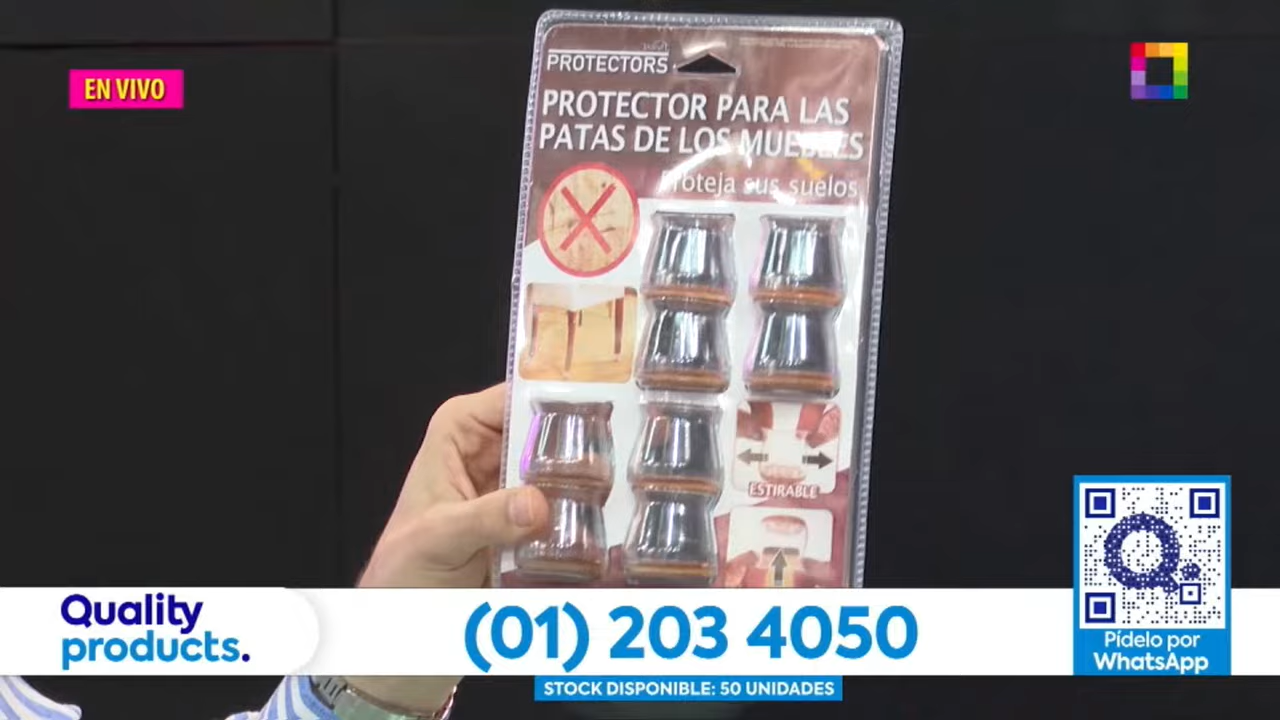 EN VIVO
PROTECTORS
PROTECTOR PARA LAS
PATAS DE LOS MUEBLES
Proteja sus suelos
ESTIRABLE
Quality
products.
(01) 203 4050
STOCK DISPONIBLE: 50 UNIDADES
Pídelo por
WhatsApp